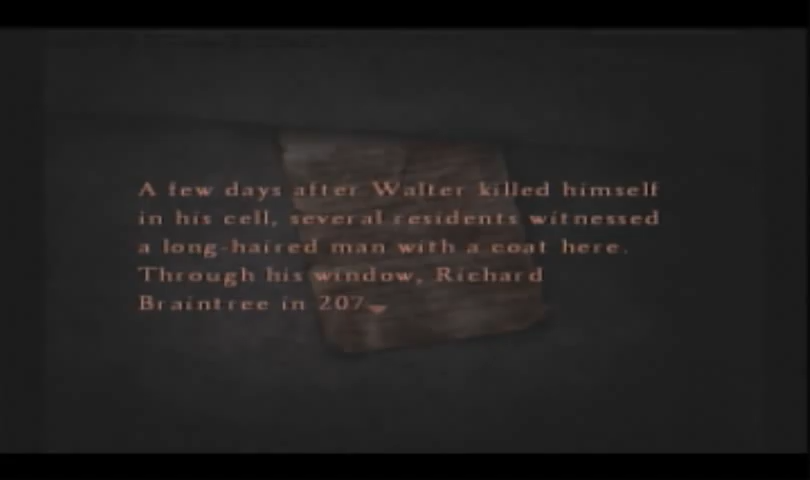 A few days after Walter killed himself
in his cell, several residents witnessed
a long-haired man with a coat here.
Through his window, Richard
Braintree in 207